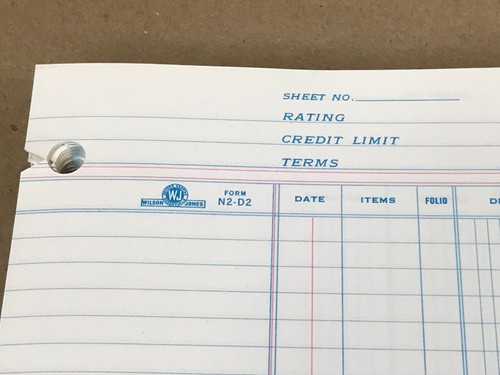 SHEET NO.
RATING
CREDIT LIMIT
TERMS
WJ
WILSON JONES
FORM
N2-D2
DATE ITEMS FOLIO